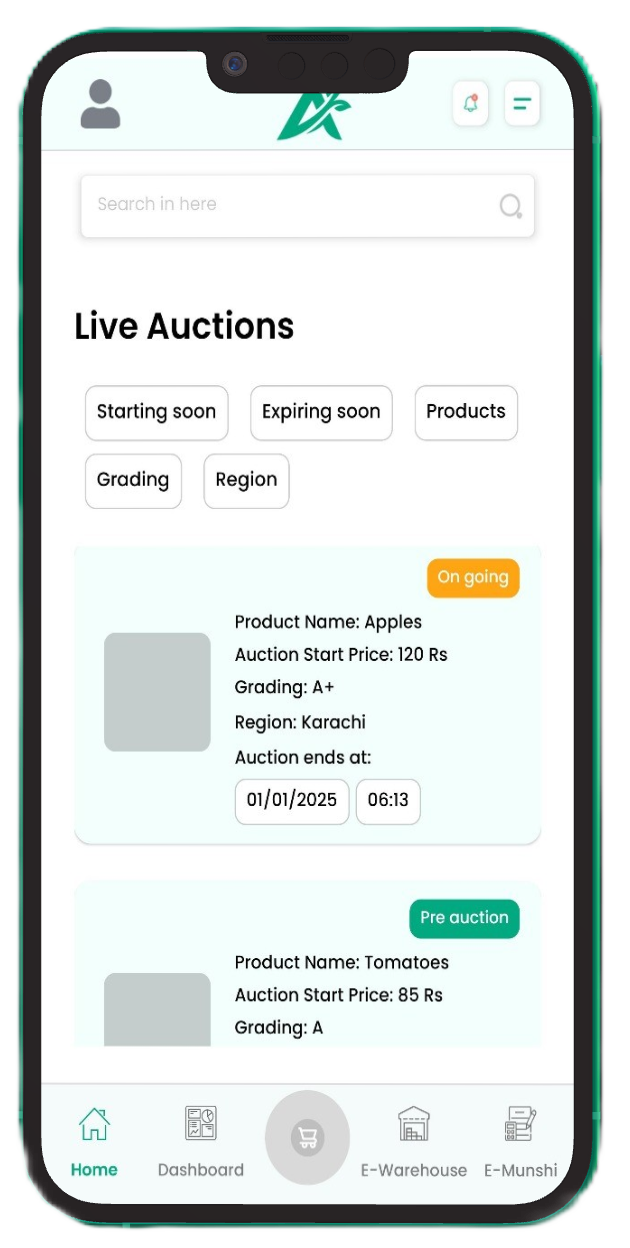 Search in here
Live Auctions
Starting soon
Expiring soon
Products
Grading
Region
On going
Product Name: Apples
Auction Start Price: 120 Rs
Grading: A+
Region: Karachi
Auction ends at:
01/01/2025
06:13
Pre auction
Product Name: Tomatoes
Auction Start Price: 85 Rs
Grading: A
Home
Dashboard
E-Warehouse
E-Munshi